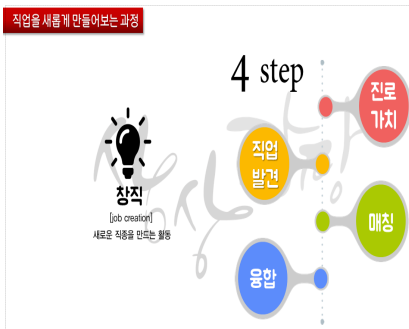 직업을 새롭게 만들어보는 과정
4 step
진로
가치
직업
발견
매칭
융합
창직
[job creation]
새로운 직종을 만드는 활동